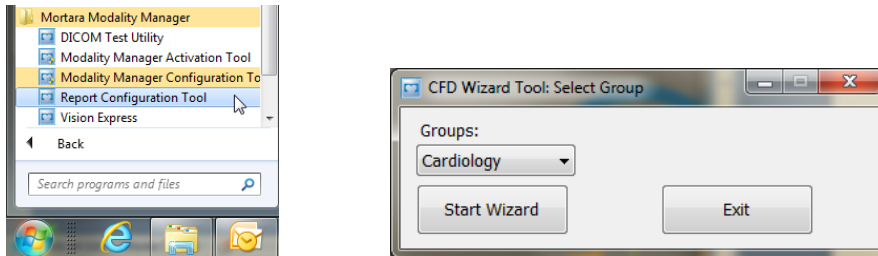 Mortara Modality Manager
DICOM Test Utility
Modality Manager Activation Tool
Modality Manager Configuration To
Report Configuration Tool
Vision Express
Back
Search programs and files
CFD Wizard Tool: Select Group
Groups:
Cardiology
Start Wizard
Exit